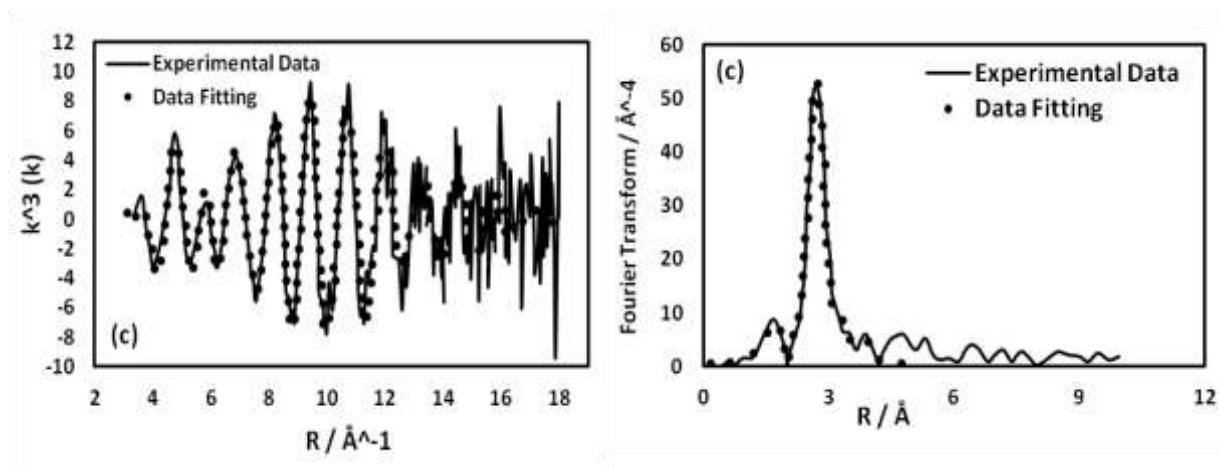 12
10
8
6
4
2
0
-2
-4
-6
-8
-10
k^3 (k)
Experimental Data
Data Fitting
(c)
2 4 6 8 10 12 14 16 18
R / Å^-1
60
50
40
30
20
10
0
Fourier Transform / Å^-4
(c)
Experimental Data
Data Fitting
0 3 6 9 12
R / Å